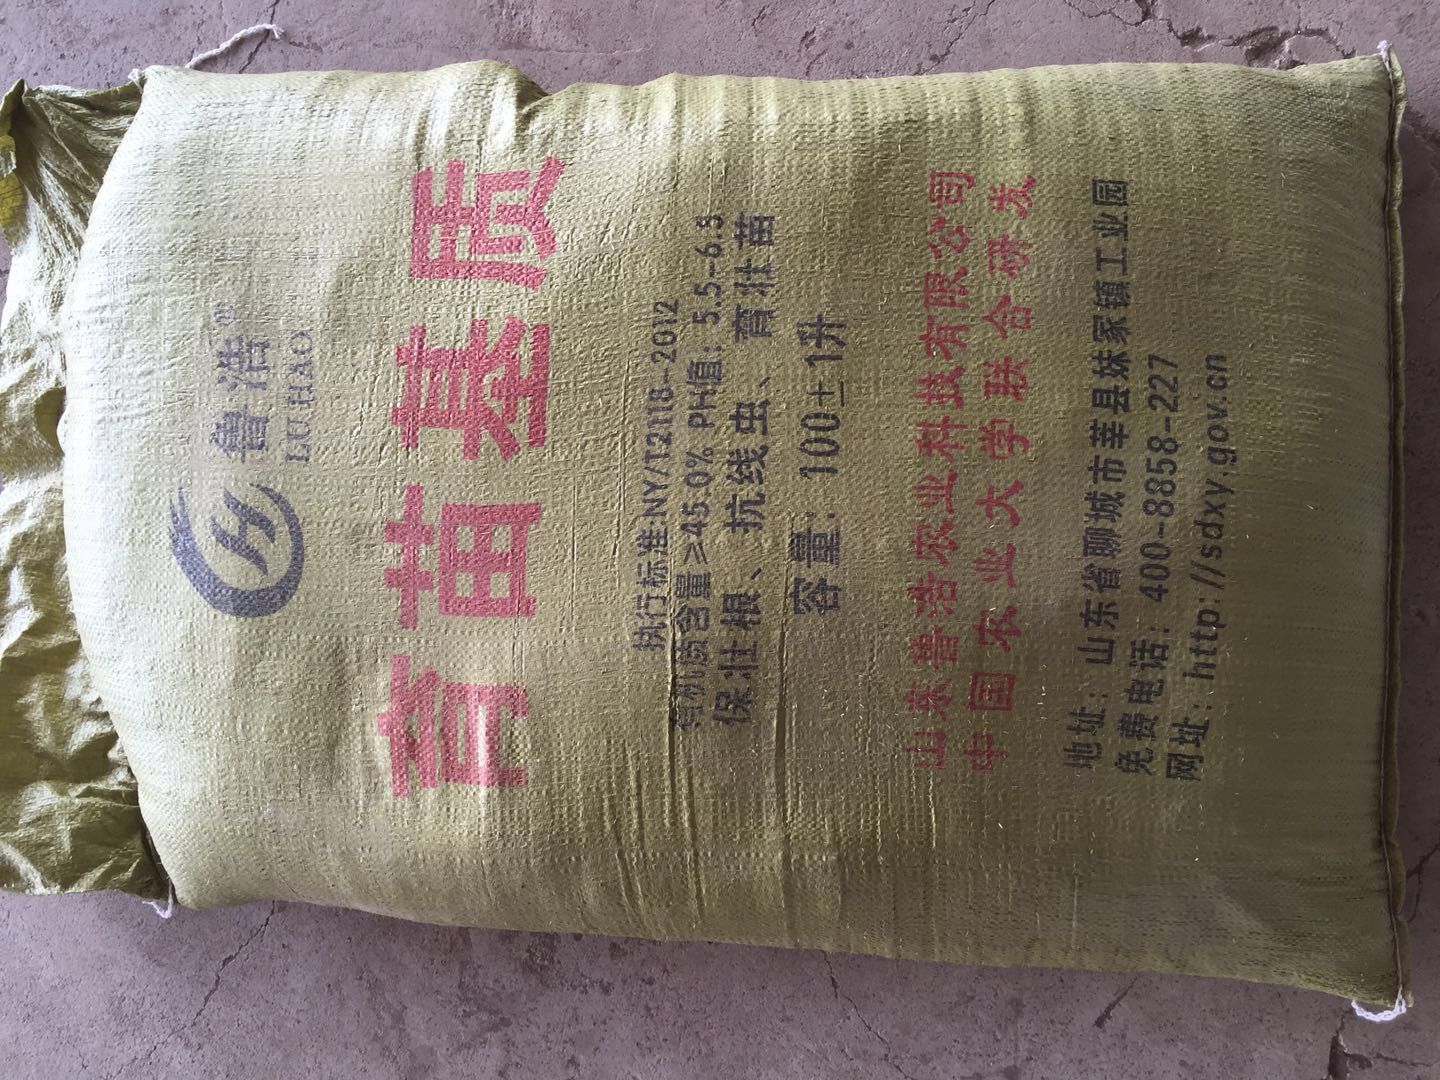 鲁浩®
LU HAO
育苗基质
执行标准:NY/T2118-2012
有机质含量≥45.0% PH值：5.5-6.5
保壮根、抗线虫、育壮苗
容量：100±1升
山东鲁浩农业科技有限公司
中国农业大学联合研发
地址：山东省聊城市莘县妹冢镇工业园
免费电话：400-8858-227
网址：http://sdxy.gov.cn